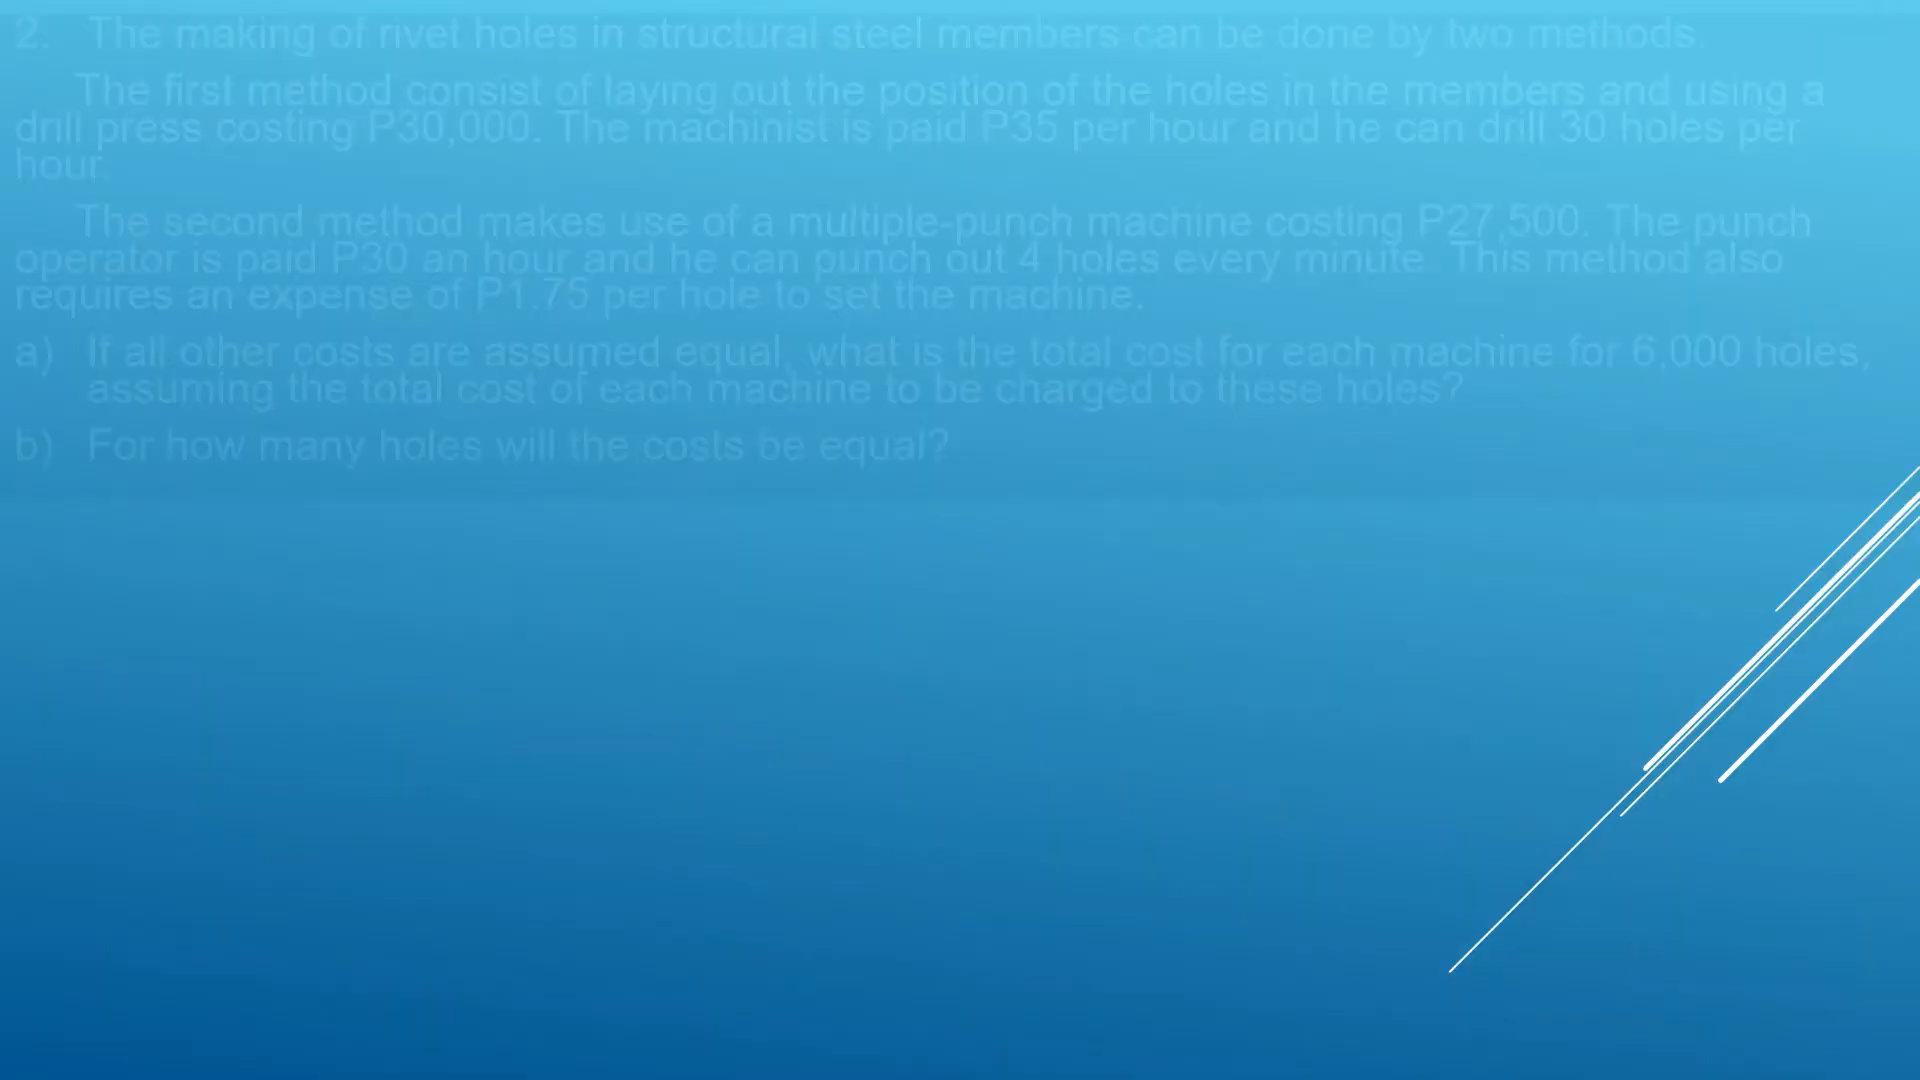 2. The making of rivet holes in structural steel members can be done by two methods.
The first method consist of laying out the position of the holes in the members and using a
drill press costing P30,000. The machinist is paid P35 per hour and he can drill 30 holes per
hour.
The second method makes use of a multiple-punch machine costing P27,500. The punch
operator is paid P30 an hour and he can punch out 4 holes every minute. This method also
requires an expense of P1.75 per hole to set the machine.
a) If all other costs are assumed equal, what is the total cost for each machine for 6,000 holes,
assuming the total cost of each machine to be charged to these holes?
b) For how many holes will the costs be equal?